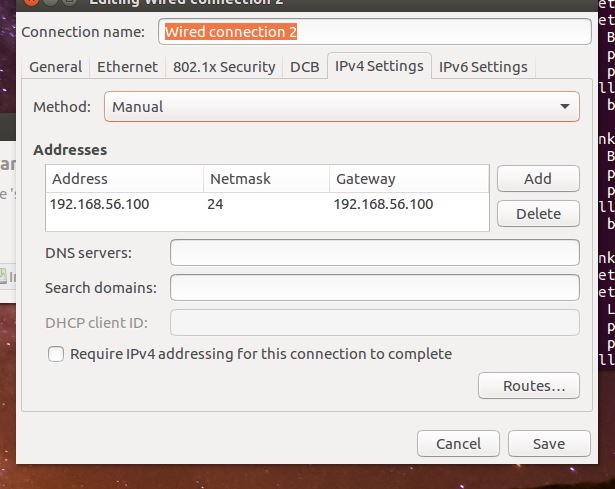 Editing Wired connection 2
Connection name: Wired connection 2
General Ethernet 802.1x Security DCB IPv4 Settings IPv6 Settings
Method: Manual
Addresses
Address Netmask Gateway
192.168.56.100 24 192.168.56.100
Add
Delete
DNS servers:
Search domains:
DHCP client ID:
Require IPv4 addressing for this connection to complete
Routes...
Cancel Save